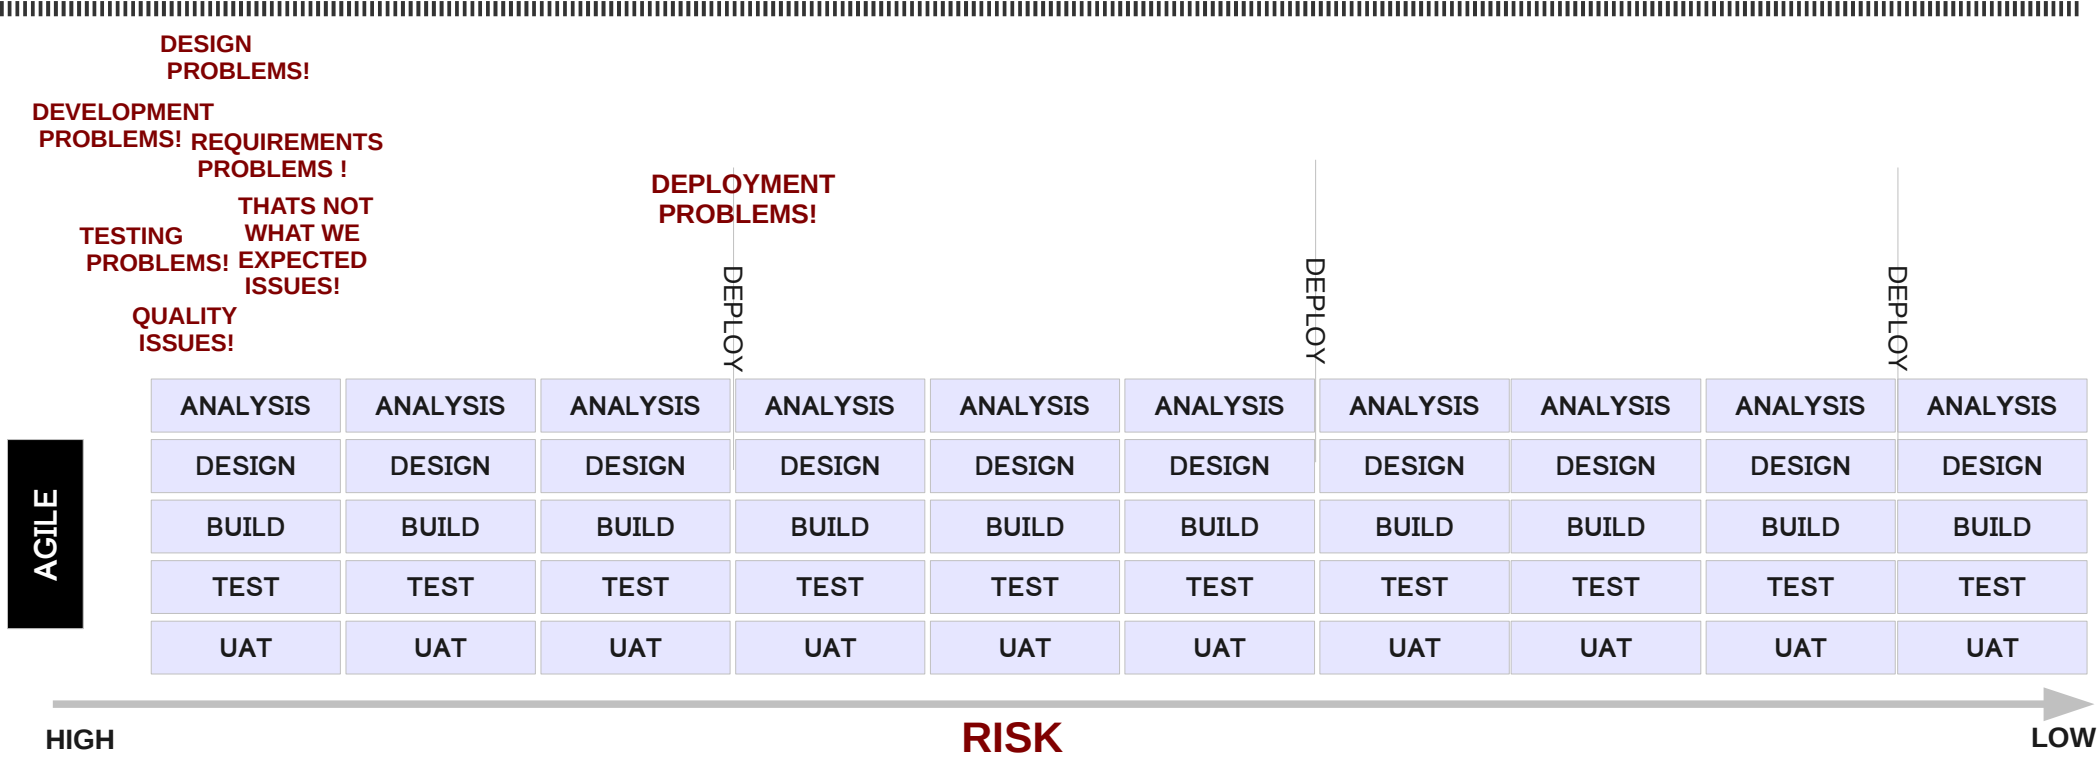 DESIGN
PROBLEMS!
DEVELOPMENT
PROBLEMS!
REQUIREMENTS
PROBLEMS !
THATS NOT
WHAT WE
EXPECTED
ISSUES!
TESTING
PROBLEMS!
QUALITY
ISSUES!
DEPLOYMENT
PROBLEMS!
DEPLOY
DEPLOY
DEPLOY
AGILE
ANALYSIS ANALYSIS ANALYSIS ANALYSIS ANALYSIS ANALYSIS ANALYSIS ANALYSIS ANALYSIS ANALYSIS
DESIGN DESIGN DESIGN DESIGN DESIGN DESIGN DESIGN DESIGN DESIGN DESIGN
BUILD BUILD BUILD BUILD BUILD BUILD BUILD BUILD BUILD BUILD
TEST TEST TEST TEST TEST TEST TEST TEST TEST TEST
UAT UAT UAT UAT UAT UAT UAT UAT UAT UAT
HIGH RISK LOW